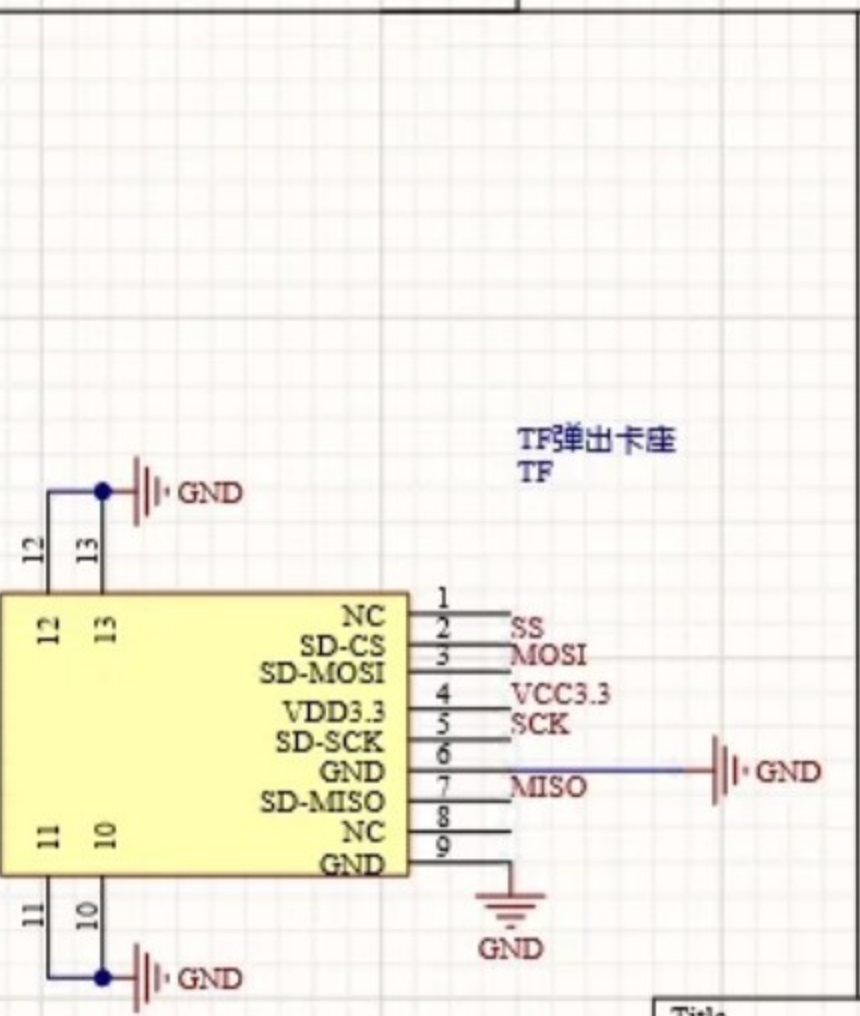 TF弹出卡座
TF
GND
12
13
12
13
NC
1
SD-CS
2
SS
SD-MOSI
3
MOSI
VDD3.3
4
VCC3.3
SD-SCK
5
SCK
GND
6
GND
SD-MISO
7
MISO
NC
8
GND
9
GND
11
10
11
10
GND
Title